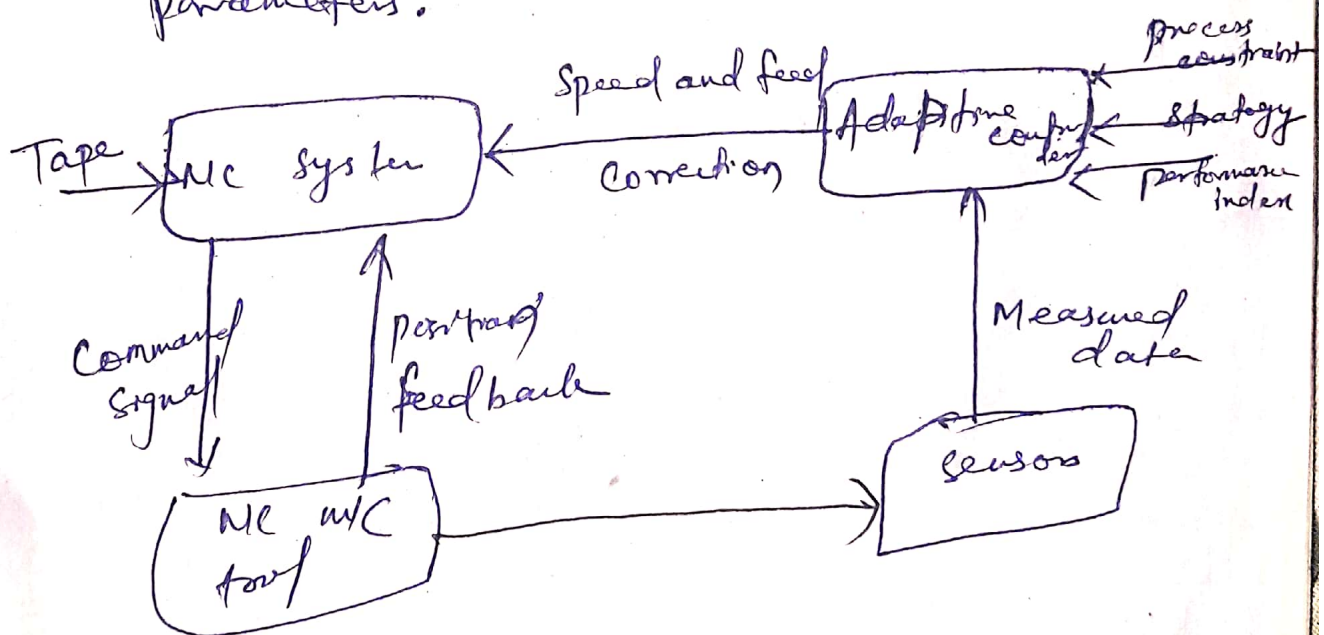 parameters.
process
constraint
Speed and feed
Adaptive
controller
strategy
Tape
NC System
Correction
performance
index
Command
Signal
position
feedback
Measured
data
sensors
NC m/c
tool